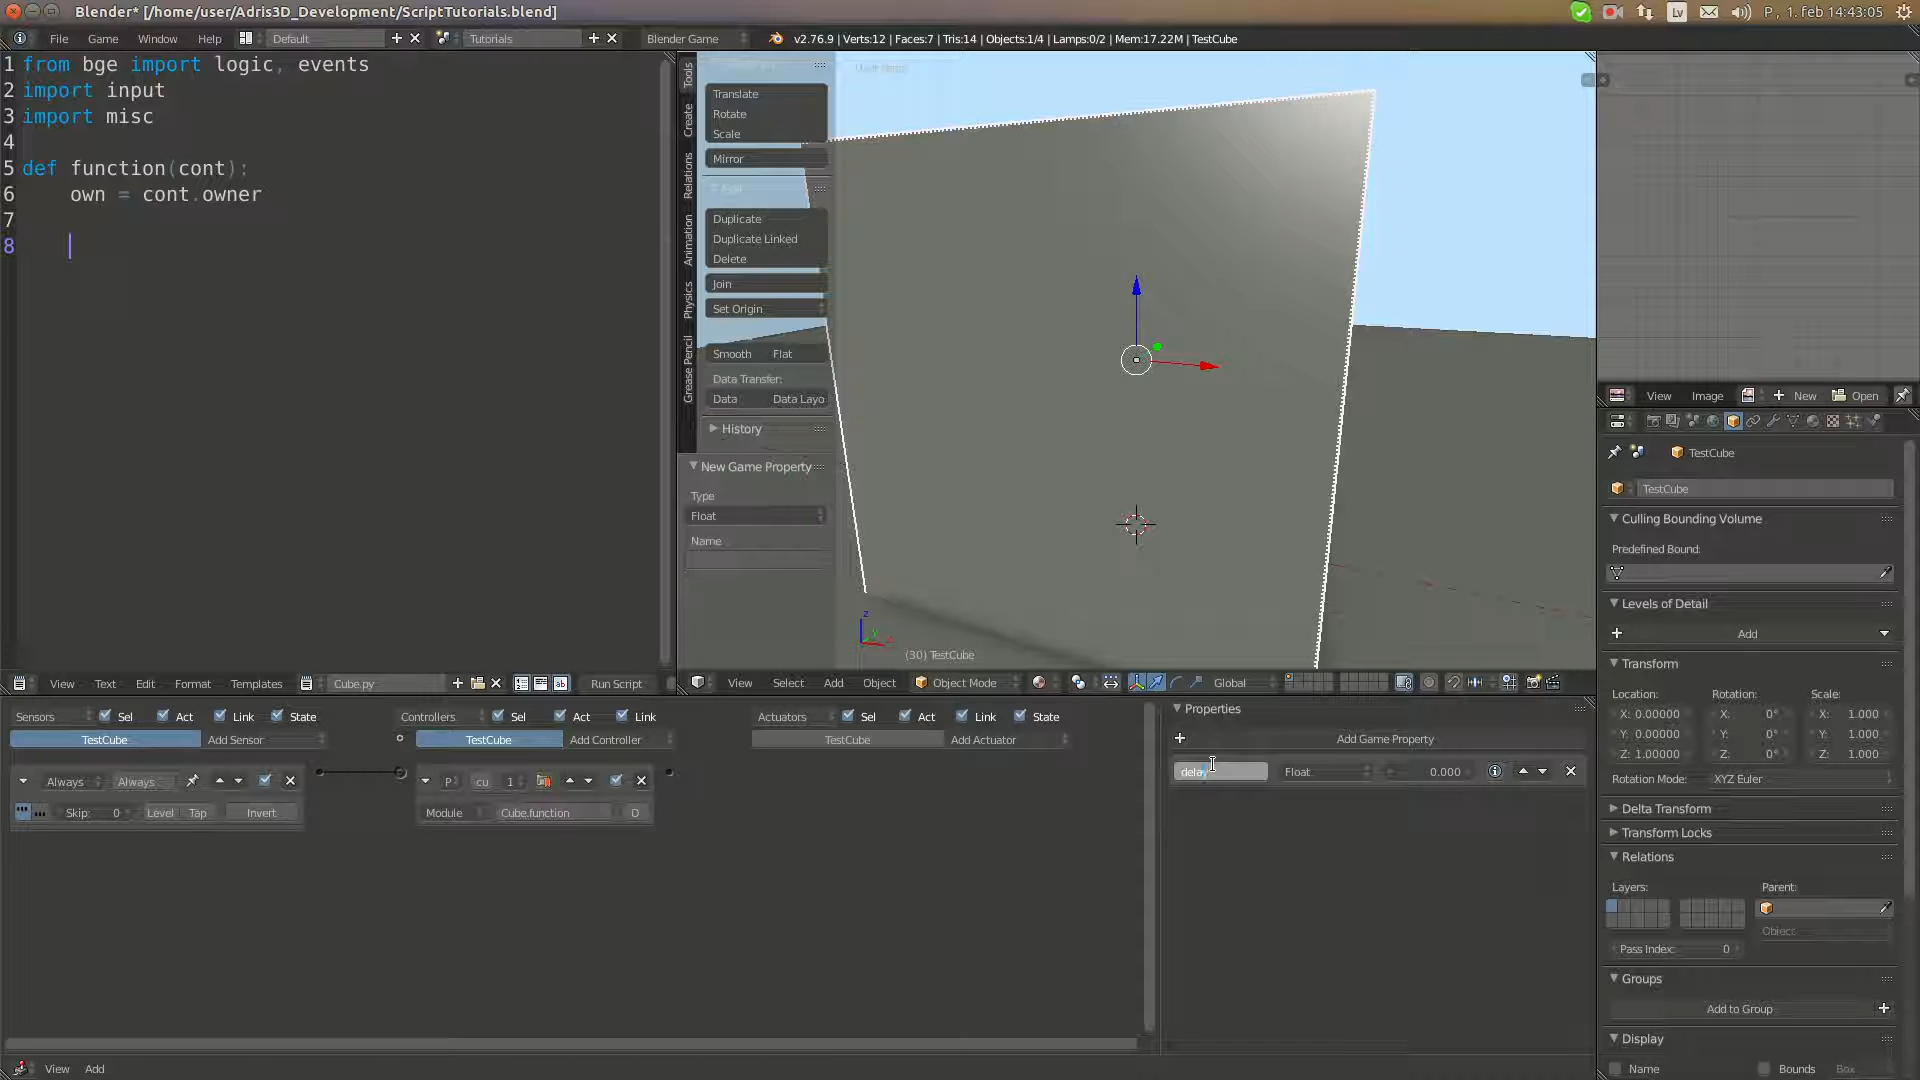 Blender* [/home/user/Adris3D_Development/ScriptTutorials.blend]
Lv
P , 1. feb 14:43:05
File Game Window Help Default Tutorials Blender Game v2.76.9 | Verts:12 | Faces:7 | Tris:14 | Objects:1/4 | Lamps:0/2 | Mem:17.22M | TestCube
1 from bge import logic, events
2 import input
3 import misc
4
5 def function(cont):
6 own = cont.owner
7
8
Tools
Create
Relations
Animation
Physics
Grease Pencil
Translate
Rotate
Scale
Mirror
Edit
Duplicate
Duplicate Linked
Delete
Join
Set Origin
Smooth Flat
Data Transfer:
Data Data Layo
History
New Game Property
Type
Float
Name
z
y
x
(30) TestCube
View Text Edit Format Templates Cube.py Run Script
View Select Add Object Object Mode Global
View Image New Open
TestCube
TestCube
Culling Bounding Volume
Predefined Bound:
Levels of Detail
Add
Transform
Location: Rotation: Scale:
X: 0.00000 X: 0° X: 1.000
Y: 0.00000 Y: 0° Y: 1.000
Z: 1.00000 Z: 0° Z: 1.000
Rotation Mode: XYZ Euler
Delta Transform
Transform Locks
Relations
Layers: Parent:
Object
Pass Index: 0
Groups
Add to Group
Display
Name Bounds Box
Sensors Sel Act Link State Controllers Sel Act Link Actuators Sel Act Link State
TestCube Add Sensor TestCube Add Controller TestCube Add Actuator
Always Always P cu 1
Skip: 0 Level Tap Invert Module Cube.function D
Properties
Add Game Property
delay Float 0.000
View Add